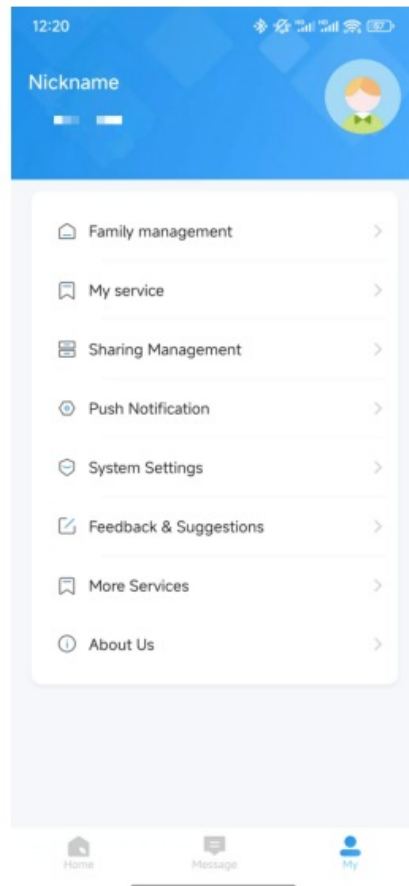 12:20
Nickname
Family management
My service
Sharing Management
Push Notification
System Settings
Feedback & Suggestions
More Services
About Us
Home
Message
My